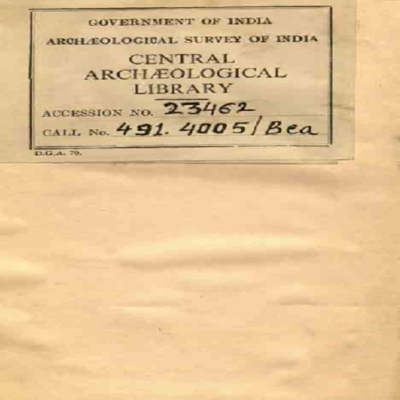 GOVERNMENT OF INDIA
ARCHÆOLOGICAL SURVEY OF INDIA
CENTRAL
ARCHÆOLOGICAL
LIBRARY
ACCESSION NO. 23462
CALL No. 491.4005/Bea
D.G.A. 79.